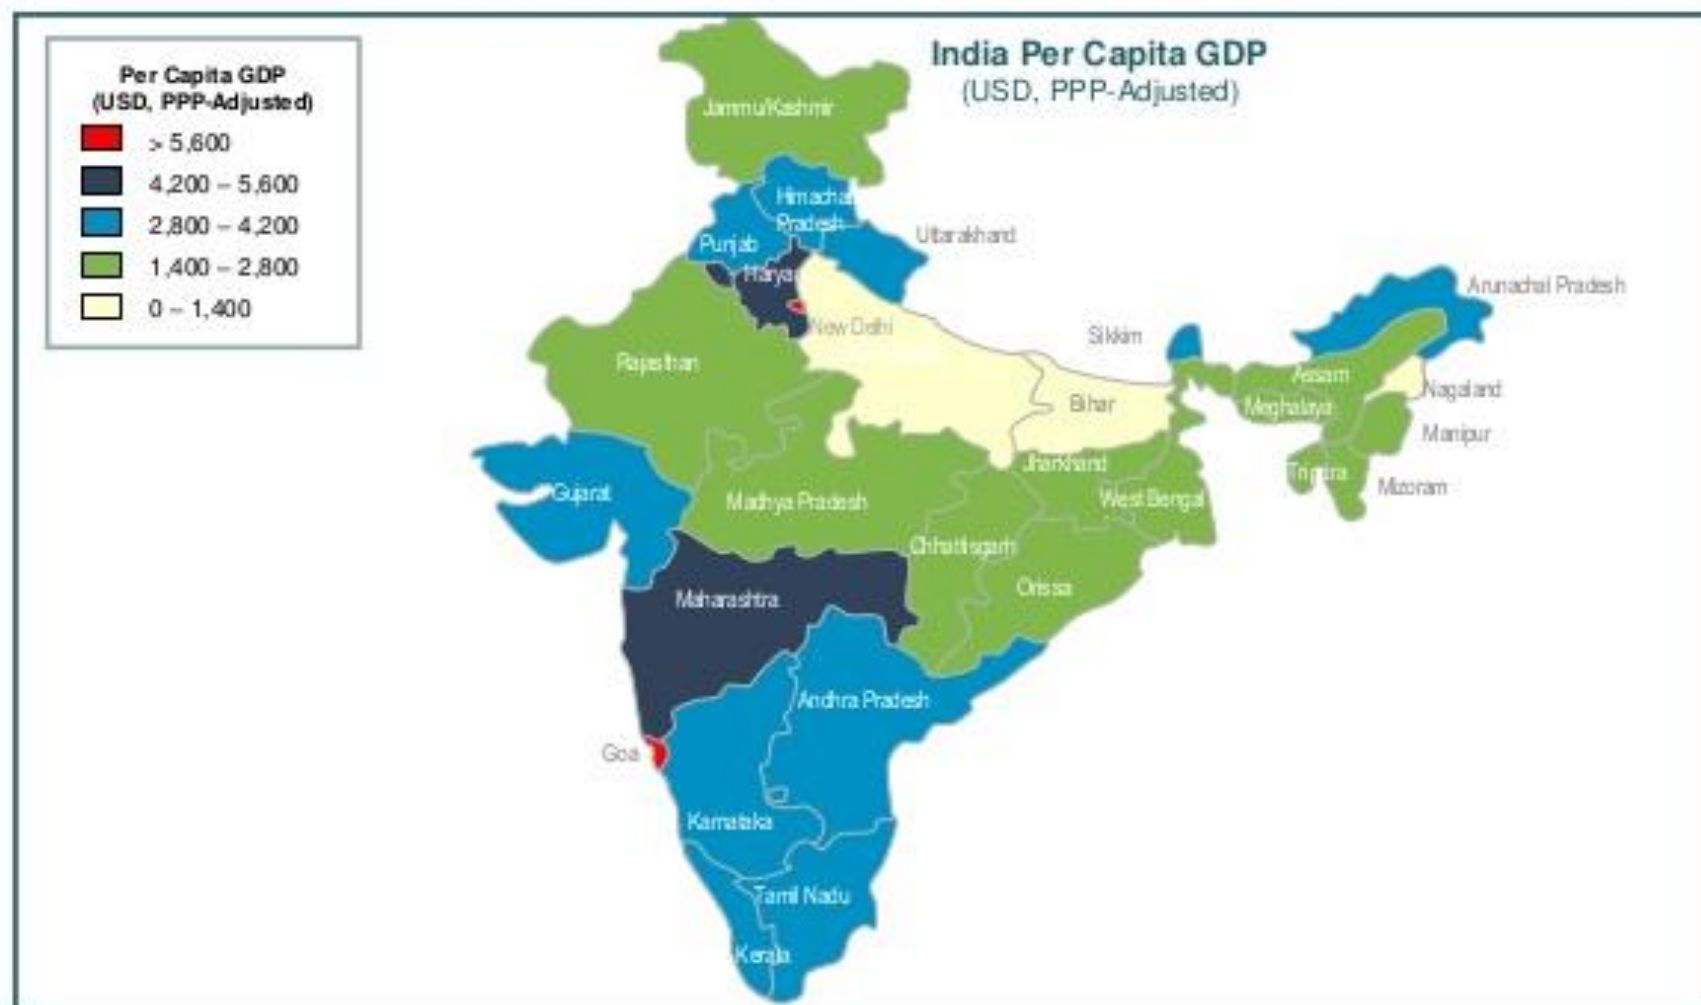 India Per Capita GDP
(USD, PPP-Adjusted)
Per Capita GDP
(USD, PPP-Adjusted)
> 5,600
4,200 – 5,600
2,800 – 4,200
1,400 – 2,800
0 – 1,400
Jammu/Kashmir
Himachal
Pradesh
Punjab
Uttarakhand
Haryana
New Delhi
Arunachal Pradesh
Sikkim
Rajasthan
Assam
Nagaland
Bihar
Meghalaya
Manipur
Jharkhand
Tripura
Mizoram
Gujarat
Madhya Pradesh
West Bengal
Chhattisgarh
Orissa
Maharashtra
Andhra Pradesh
Goa
Karnataka
Tamil Nadu
Kerala